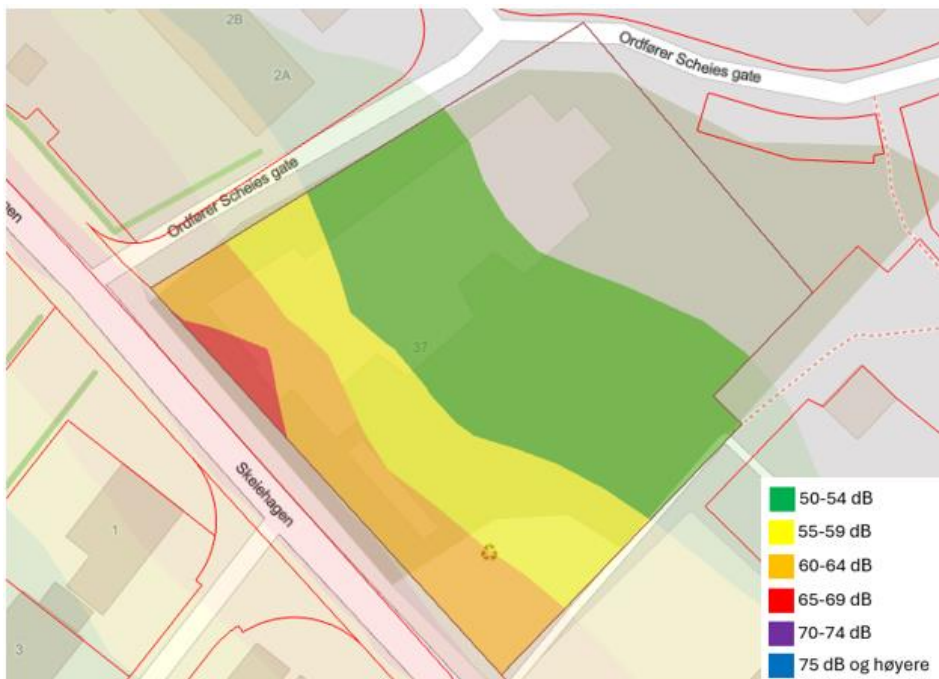 2B
Ordfører Scheies gate
2A
Ordfører Scheies gate
37
Skeiehagen
1
3
50-54 dB
55-59 dB
60-64 dB
65-69 dB
70-74 dB
75 dB og høyere